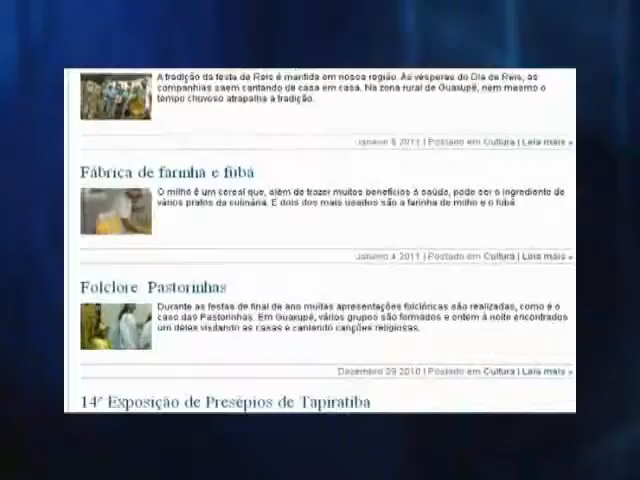 A tradição da festa de Reis é mantida em nossa região. Às vésperas do Dia de Reis, as
companhias saem cantando de casa em casa. Na zona rural de Guaxupé, nem mesmo o
tempo chuvoso atrapalha a tradição.
Janeiro 5 2011 | Postado em Cultura | Leia mais »
Fábrica de farinha e fubá
O milho é um cereal que, além de trazer muitos benefícios à saúde, pode ser o ingrediente de
vários pratos da culinária. E dois dos mais usados são a farinha de milho e o fubá
Janeiro 4 2011 | Postado em Cultura | Leia mais »
Folclore Pastorinhas
Durante as festas de final de ano muitas apresentações folclóricas são realizadas, como é o
caso das Pastorinhas. Em Guaxupé, vários grupos são formados e ontem à noite encontramos
um deles visitando as casas e cantando canções religiosas.
Dezembro 29 2010 | Postado em Cultura | Leia mais »
14ª Exposição de Presépios de Tapiratiba